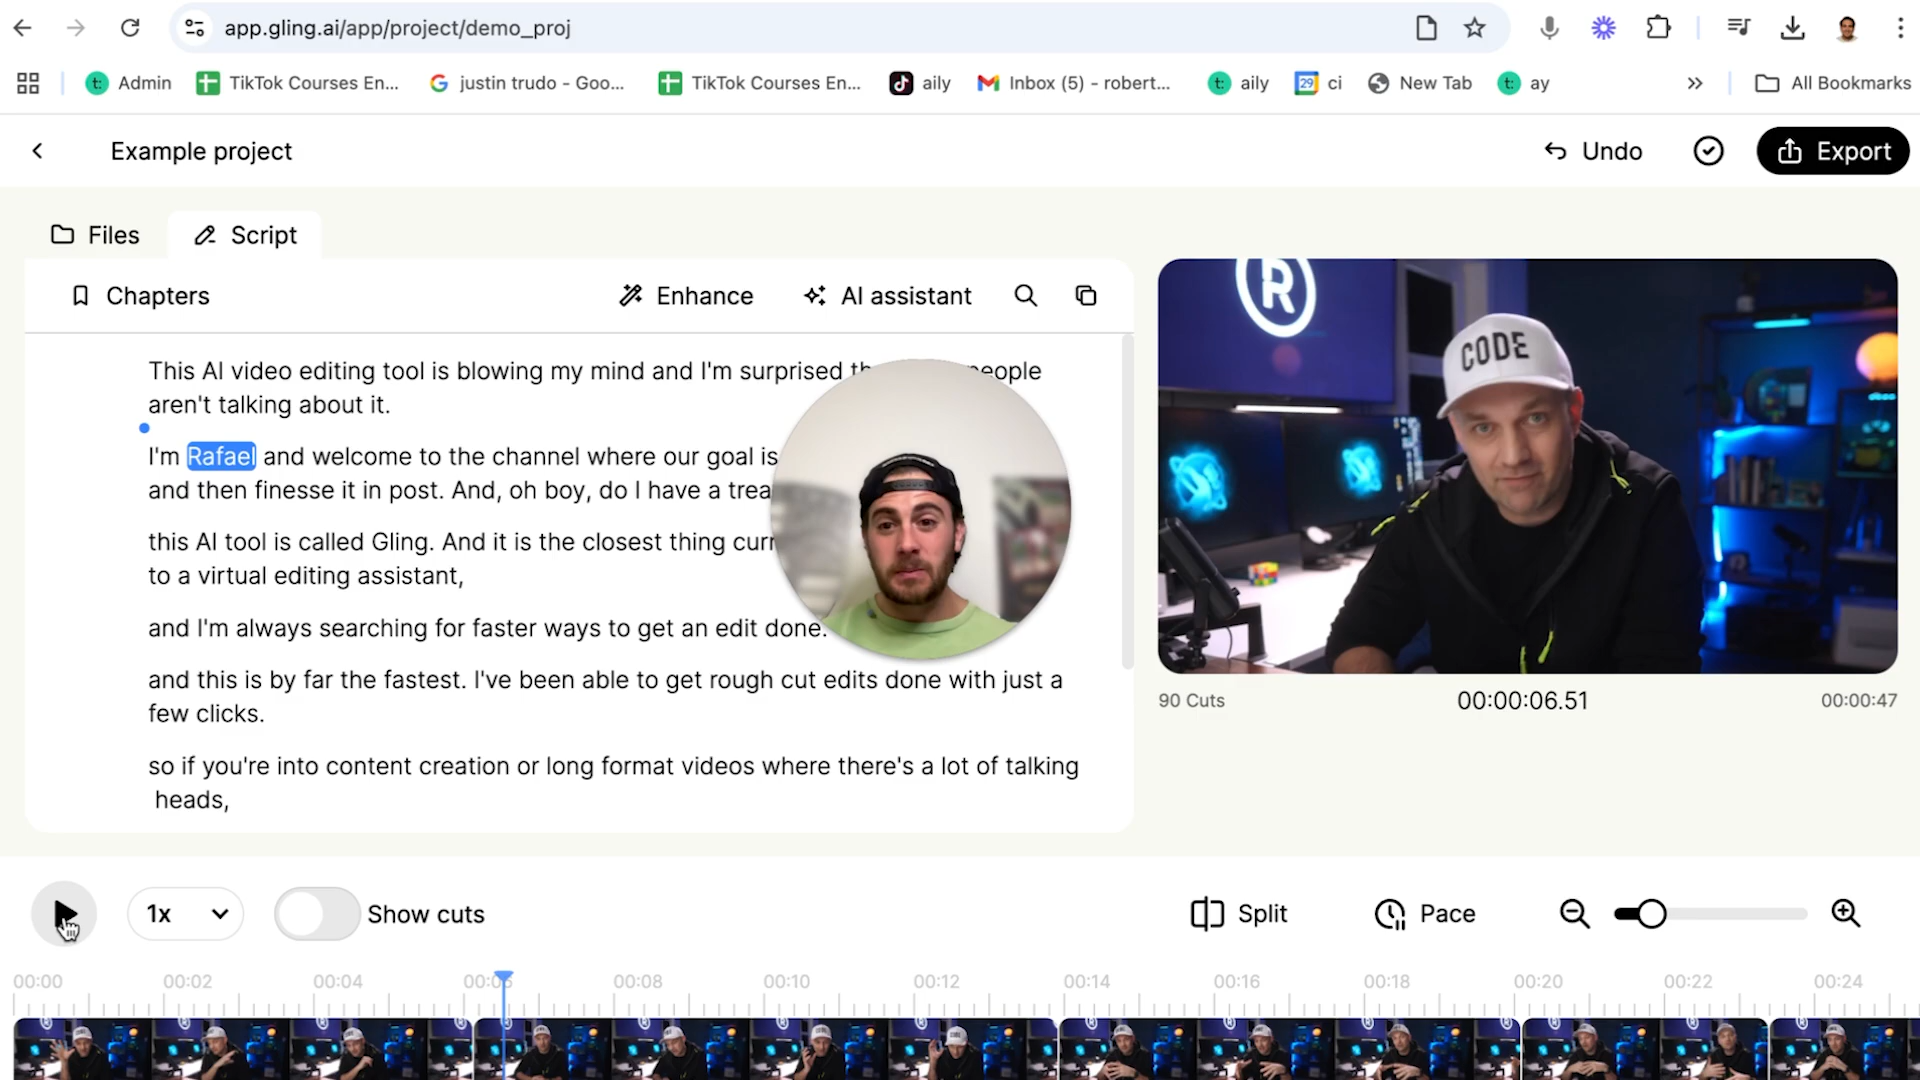 app.gling.ai/app/project/demo_proj
Admin
TikTok Courses En...
justin trudo - Goo...
TikTok Courses En...
aily
Inbox (5) - robert...
aily
29
ci
New Tab
ay
All Bookmarks
Example project
Undo
Export
Files
Script
Chapters
Enhance
AI assistant
This AI video editing tool is blowing my mind and I'm surprised
aren't talking about it.
I'm Rafael and welcome to the channel where our goal is
and then finesse it in post. And, oh boy, do I have a
this AI tool is called Gling. And it is the closest thing
to a virtual editing assistant,
and I'm always searching for faster ways to get an edit done.
and this is by far the fastest. I've been able to get rough cut edits done with just a
few clicks.
so if you're into content creation or long format videos where there's a lot of talking
heads,
R
CODE
90 Cuts
00:00:06.51
00:00:47
1x
Show cuts
Split
Pace
00:00
00:02
00:04
00:08
00:10
00:12
00:14
00:16
00:18
00:20
00:22
00:24